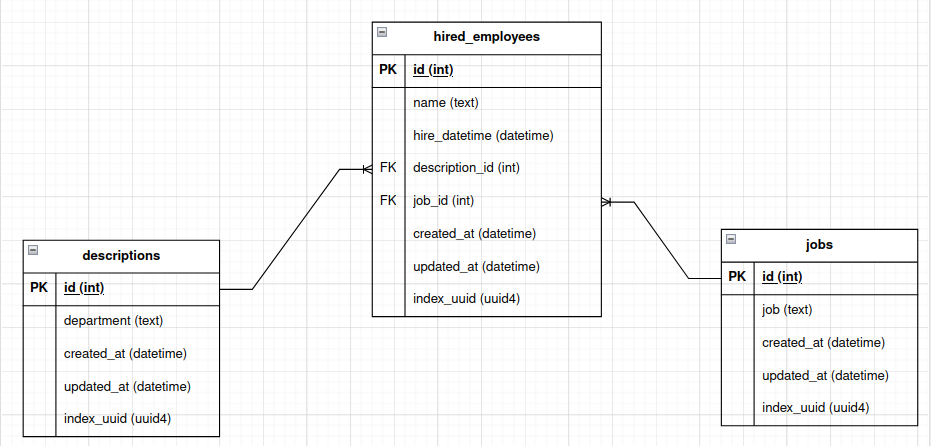 hired_employees
PK id (int)
name (text)
hire_datetime (datetime)
FK description_id (int)
FK job_id (int)
created_at (datetime)
updated_at (datetime)
index_uuid (uuid4)
descriptions
PK id (int)
department (text)
created_at (datetime)
updated_at (datetime)
index_uuid (uuid4)
jobs
PK id (int)
job (text)
created_at (datetime)
updated_at (datetime)
index_uuid (uuid4)